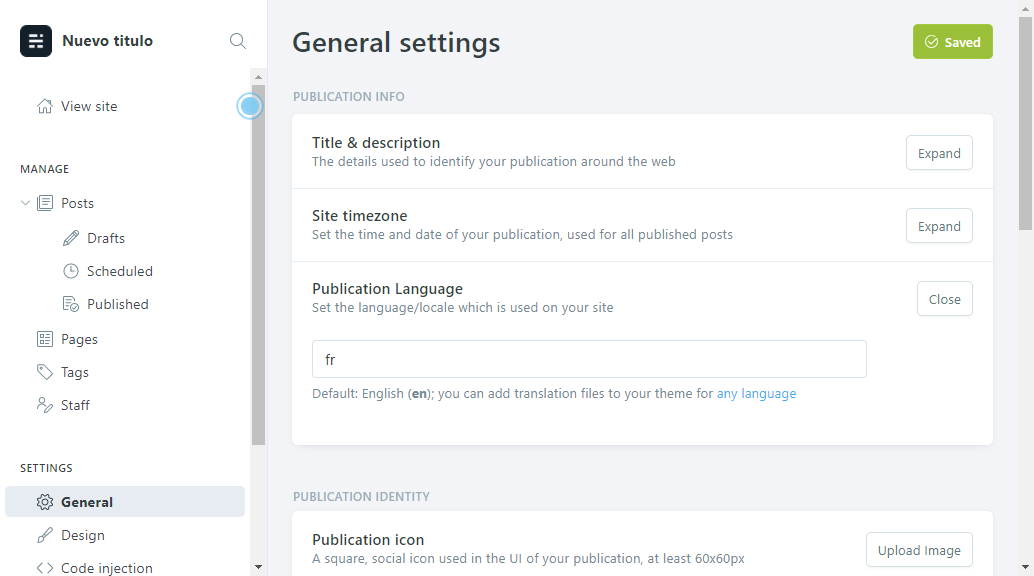 Nuevo titulo
View site
MANAGE
Posts
Drafts
Scheduled
Published
Pages
Tags
Staff
SETTINGS
General
Design
Code injection
General settings
Saved
PUBLICATION INFO
Title & description
The details used to identify your publication around the web
Expand
Site timezone
Set the time and date of your publication, used for all published posts
Expand
Publication Language
Set the language/locale which is used on your site
Close
fr
Default: English (en); you can add translation files to your theme for any language
PUBLICATION IDENTITY
Publication icon
A square, social icon used in the UI of your publication, at least 60x60px
Upload Image